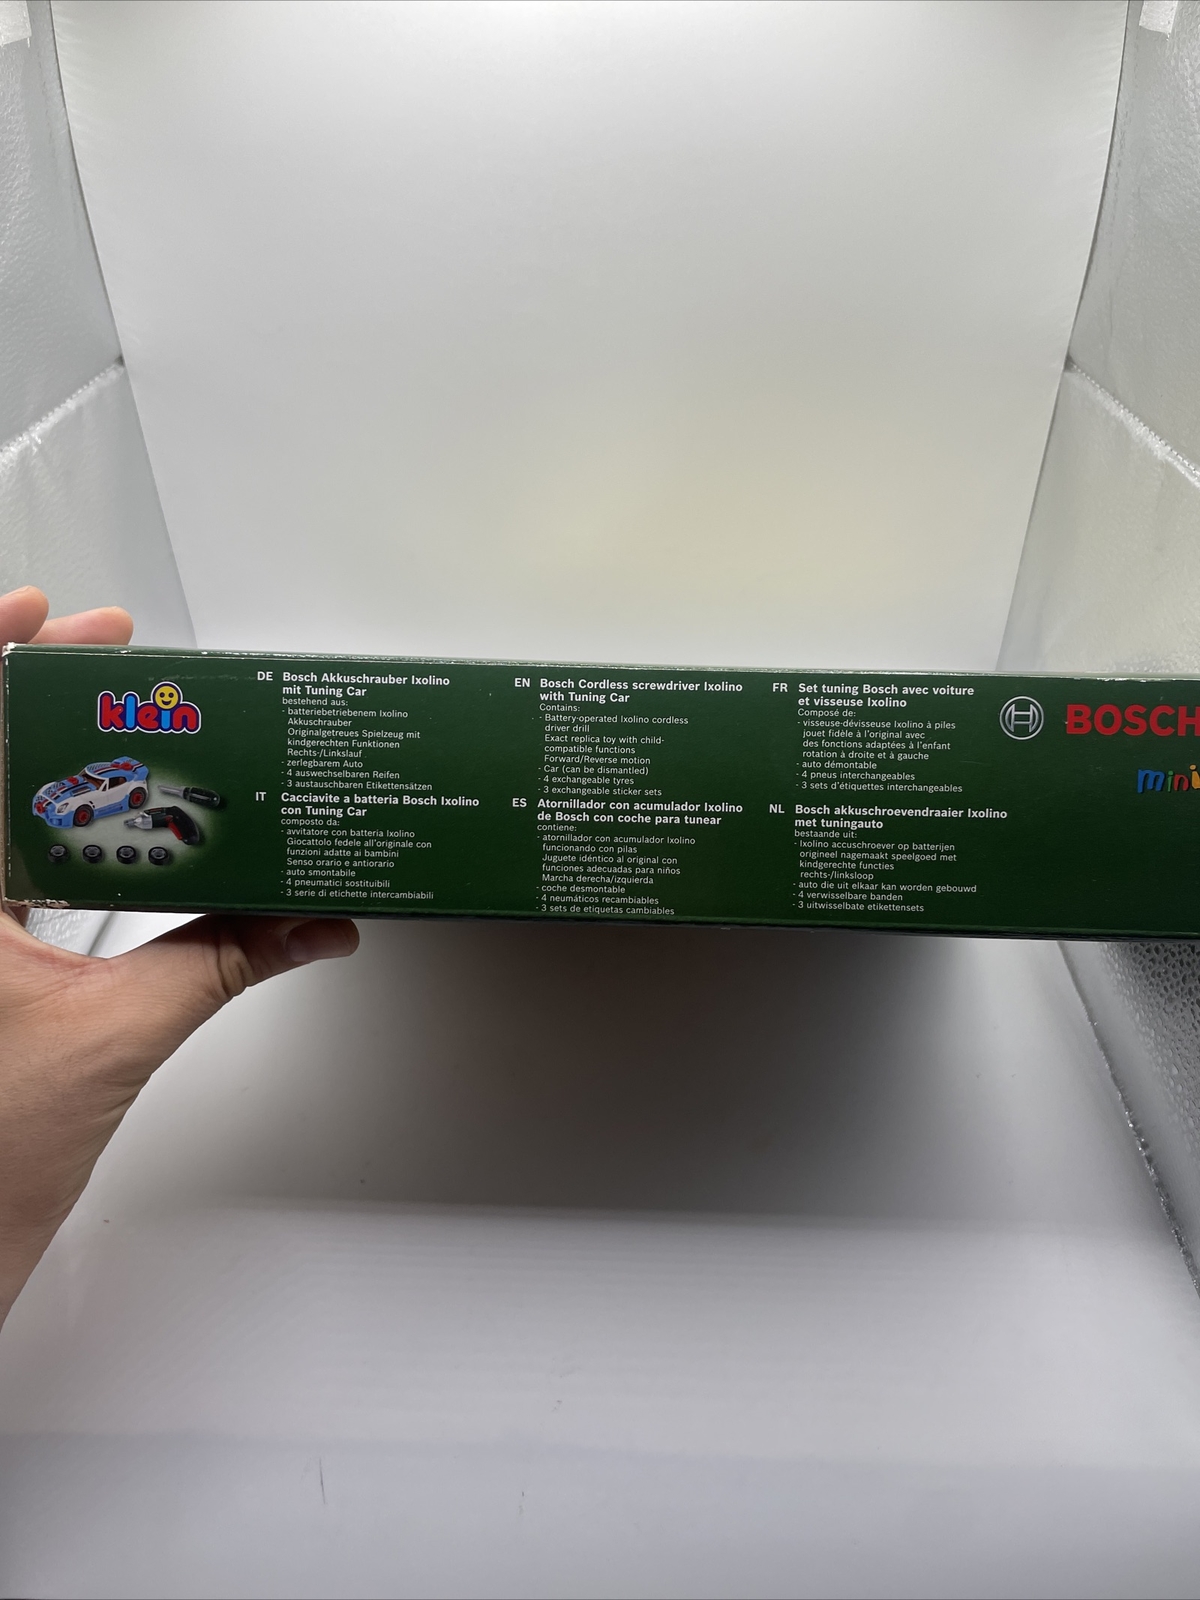 klein
DE Bosch Akkuschrauber Ixolino
mit Tuning Car
bestehend aus:
- batteriebetriebenem Ixolino
Akkuschrauber
Originalgetreues Spielzeug mit
kindgerechten Funktionen
Rechts-/Linkslauf
- zerlegbarem Auto
- 4 auswechselbaren Reifen
- 3 austauschbaren Etikettensätzen
IT Cacciavite a batteria Bosch Ixolino
con Tuning Car
composto da:
- avvitatore con batteria Ixolino
Giocattolo fedele all'originale con
funzioni adatte ai bambini
Senso orario e antiorario
- auto smontabile
- 4 pneumatici sostituibili
- 3 serie di etichette intercambiabili
EN Bosch Cordless screwdriver Ixolino
with Tuning Car
Contains:
- Battery-operated Ixolino cordless
driver drill
Exact replica toy with child-
compatible functions
Forward/Reverse motion
- Car (can be dismantled)
- 4 exchangeable tyres
- 3 exchangeable sticker sets
ES Atornillador con acumulador Ixolino
de Bosch con coche para tunear
contiene:
- atornillador con acumulador Ixolino
funcionando con pilas
Juguete idéntico al original con
funciones adecuadas para niños
Marcha derecha/izquierda
- coche desmontable
- 4 neumáticos recambiables
- 3 sets de etiquetas cambiables
FR Set tuning Bosch avec voiture
et visseuse Ixolino
Composé de:
- visseuse-dévisseuse Ixolino à piles
jouet fidèle à l'original avec
des fonctions adaptées à l'enfant
rotation à droite et à gauche
- auto démontable
- 4 pneus interchangeables
- 3 sets d'étiquettes interchangeables
NL Bosch akkuschroevendraaier Ixolino
met tuningauto
bestaande uit:
- Ixolino accuschroever op batterijen
origineel nagemaakt speelgoed met
kindgerechte functies
rechts-/linksloop
- auto die uit elkaar kan worden gebouwd
- 4 verwisselbare banden
- 3 uitwisselbate etikettensets
BOSCH
mini